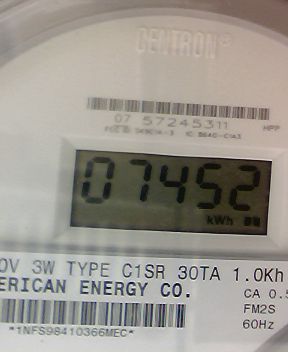 CENTRON®
07 57245311
07452
kWh
0V 3W TYPE C1SR 30TA 1.0Kh
ERICAN ENERGY CO.
CA 0.5
FM2S
60Hz
*1NFS98410366MEC*